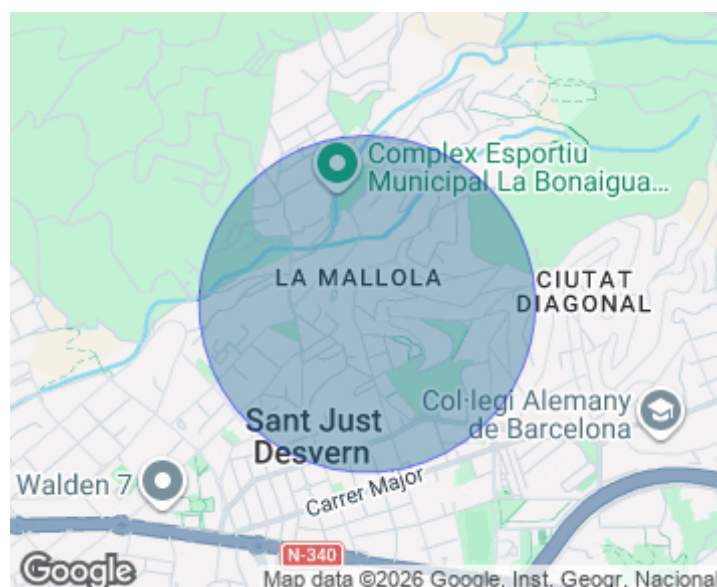 Complex Esportiu
Municipal La Bonaigua...
LA MALLOLA
CIUTAT
DIAGONAL
Sant Just
Desvern
Col·legi Alemany
de Barcelona
Walden 7
Carrer Major
N-340
Google
Map data ©2026 Google, Inst. Geogr. Nacional